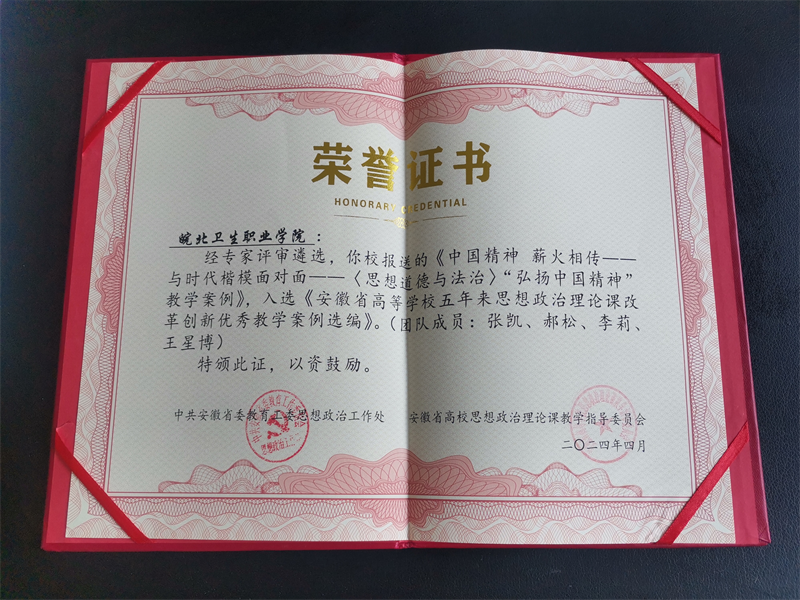 荣誉证书
HONORARY CREDENTIAL
皖北卫生职业学院：
经专家评审遴选，你校报送的《中国精神 薪火相传——
与时代楷模面对面——〈思想道德与法治〉“弘扬中国精神”
教学案例》，入选《安徽省高等学校五年来思想政治理论课改
革创新优秀教学案例选编》。（团队成员：张凯、郝松、李莉、
王星博）
特颁此证，以资鼓励。
中共安徽省委教育工委思想政治工作处 安徽省高校思想政治理论课教学指导委员会
二〇二四年四月